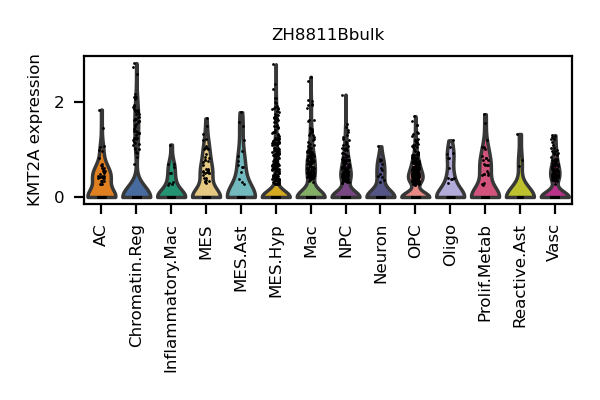 ZH8811Bbulk
KMT2A expression
2
0
AC
Chromatin.Reg
Inflammatory.Mac
MES
MES.Ast
MES.Hyp
Mac
NPC
Neuron
OPC
Oligo
Prolif.Metab
Reactive.Ast
Vasc